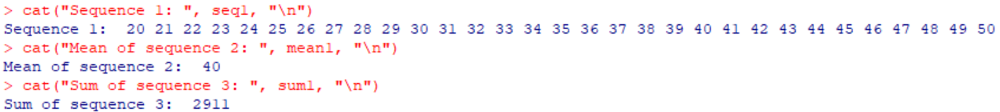 > cat("Sequence 1: ", seq1, "\n")
Sequence 1:  20 21 22 23 24 25 26 27 28 29 30 31 32 33 34 35 36 37 38 39 40 41 42 43 44 45 46 47 48 49 50
> cat("Mean of sequence 2: ", mean1, "\n")
Mean of sequence 2:  40
> cat("Sum of sequence 3: ", sum1, "\n")
Sum of sequence 3:  2911